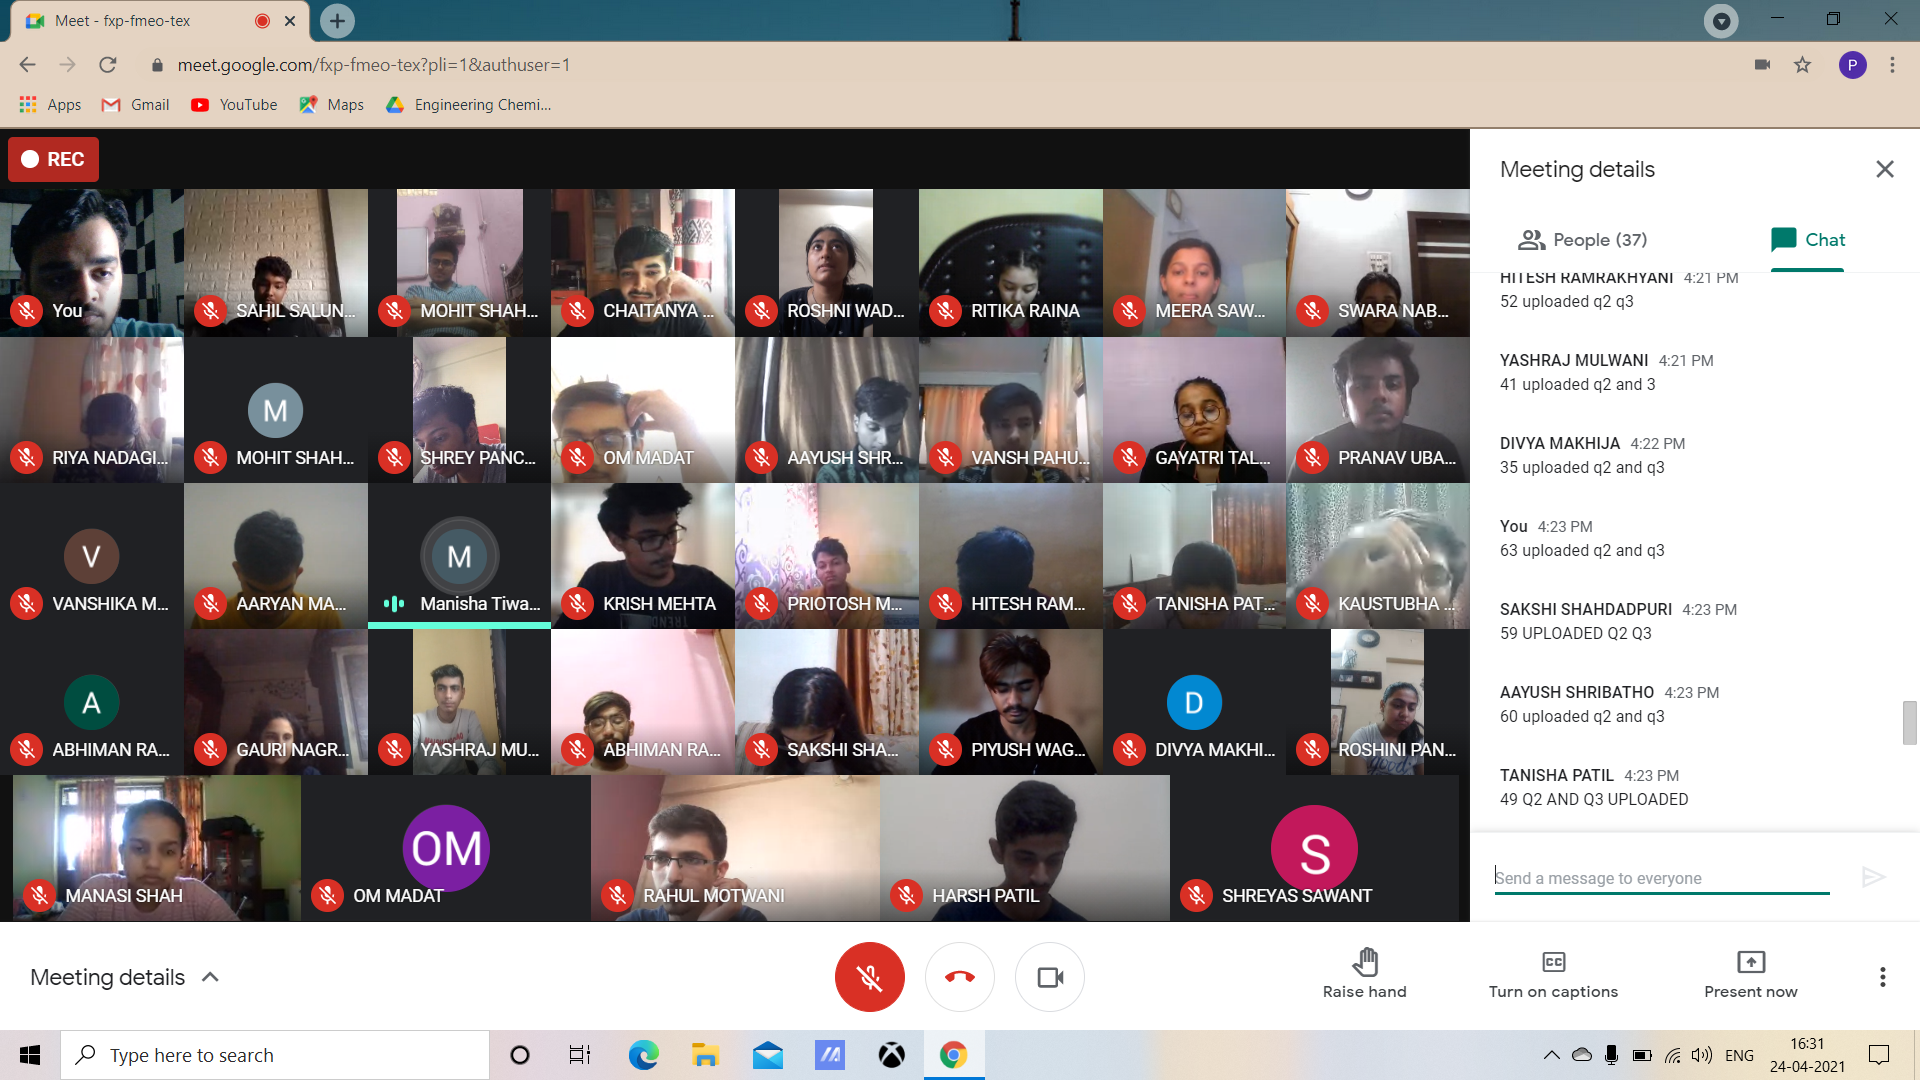 Meet - fxp-fmeo-tex
meet.google.com/fxp-fmeo-tex?pli=1&authuser=1
P
Apps
Gmail
YouTube
Maps
Engineering Chemi...
REC
You
SAHIL SALUN...
MOHIT SHAH...
CHAITANYA ...
ROSHNI WAD...
RITIKA RAINA
MEERA SAW...
SWARA NAB...
RIYA NADAGI...
M
MOHIT SHAH...
SHREY PANC...
OM MADAT
AAYUSH SHR...
VANSH PAHU...
GAYATRI TAL...
PRANAV UBA...
V
VANSHIKA M...
AARYAN MA...
M
Manisha Tiwa...
KRISH MEHTA
PRIOTOSH M...
HITESH RAM...
TANISHA PAT...
KAUSTUBHA ...
A
ABHIMAN RA...
GAURI NAGR...
YASHRAJ MU...
ABHIMAN RA...
SAKSHI SHA...
PIYUSH WAG...
D
DIVYA MAKHI...
ROSHINI PAN...
MANASI SHAH
OM
OM MADAT
RAHUL MOTWANI
HARSH PATIL
S
SHREYAS SAWANT
Meeting details
People (37)
Chat
HITESH RAMRAKHYANI 4:21 PM
52 uploaded q2 q3
YASHRAJ MULWANI 4:21 PM
41 uploaded q2 and 3
DIVYA MAKHIJA 4:22 PM
35 uploaded q2 and q3
You 4:23 PM
63 uploaded q2 and q3
SAKSHI SHAHDADPURI 4:23 PM
59 UPLOADED Q2 Q3
AAYUSH SHRIBATHO 4:23 PM
60 uploaded q2 and q3
TANISHA PATIL 4:23 PM
49 Q2 AND Q3 UPLOADED
Send a message to everyone
Meeting details
Raise hand
CC
Turn on captions
Present now
Type here to search
ENG
16:31
24-04-2021